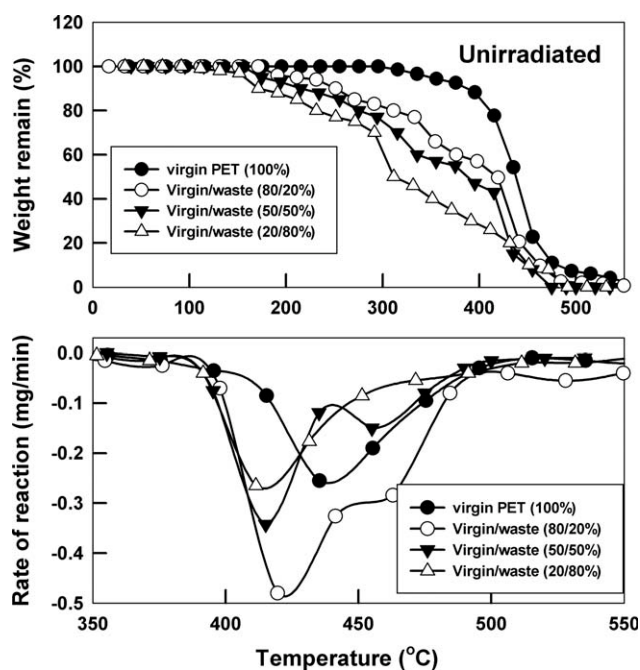 Unirradiated
Weight remain (%)
120
100
80
60
40
20
0
virgin PET (100%)
Virgin/waste (80/20%)
Virgin/waste (50/50%)
Virgin/waste (20/80%)
0 100 200 300 400 500
Rate of reaction (mg/min)
0.0
-0.1
-0.2
-0.3
-0.4
-0.5
virgin PET (100%)
Virgin/waste (80/20%)
Virgin/waste (50/50%)
Virgin/waste (20/80%)
350 400 450 500 550
Temperature (°C)